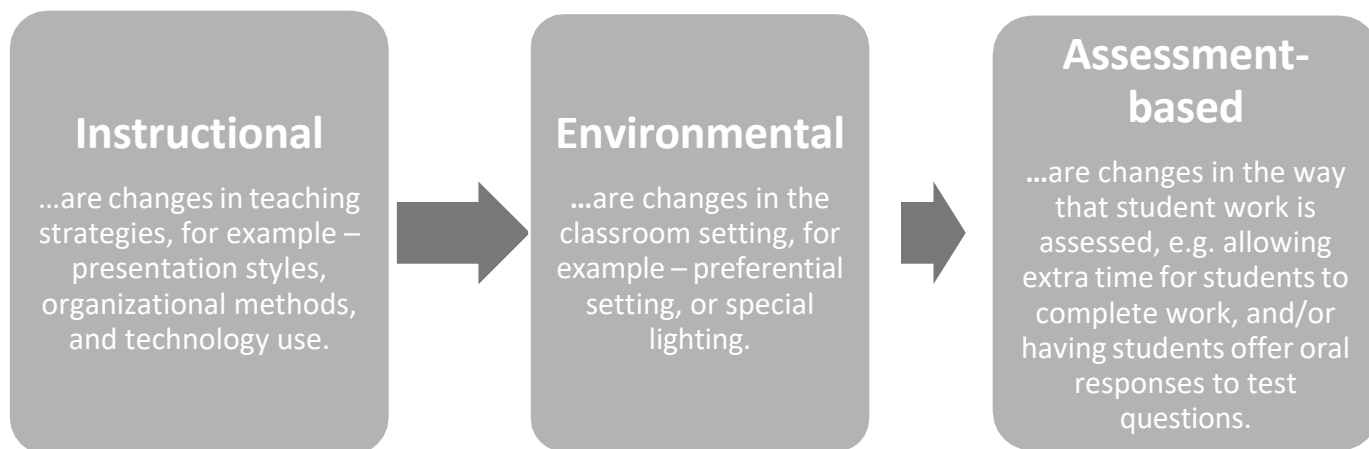 Instructional
...are changes in teaching
strategies, for example –
presentation styles,
organizational methods,
and technology use.
Environmental
...are changes in the
classroom setting, for
example – preferential
setting, or special
lighting.
Assessment-
based
...are changes in the way
that student work is
assessed, e.g. allowing
extra time for students to
complete work, and/or
having students offer oral
responses to test
questions.